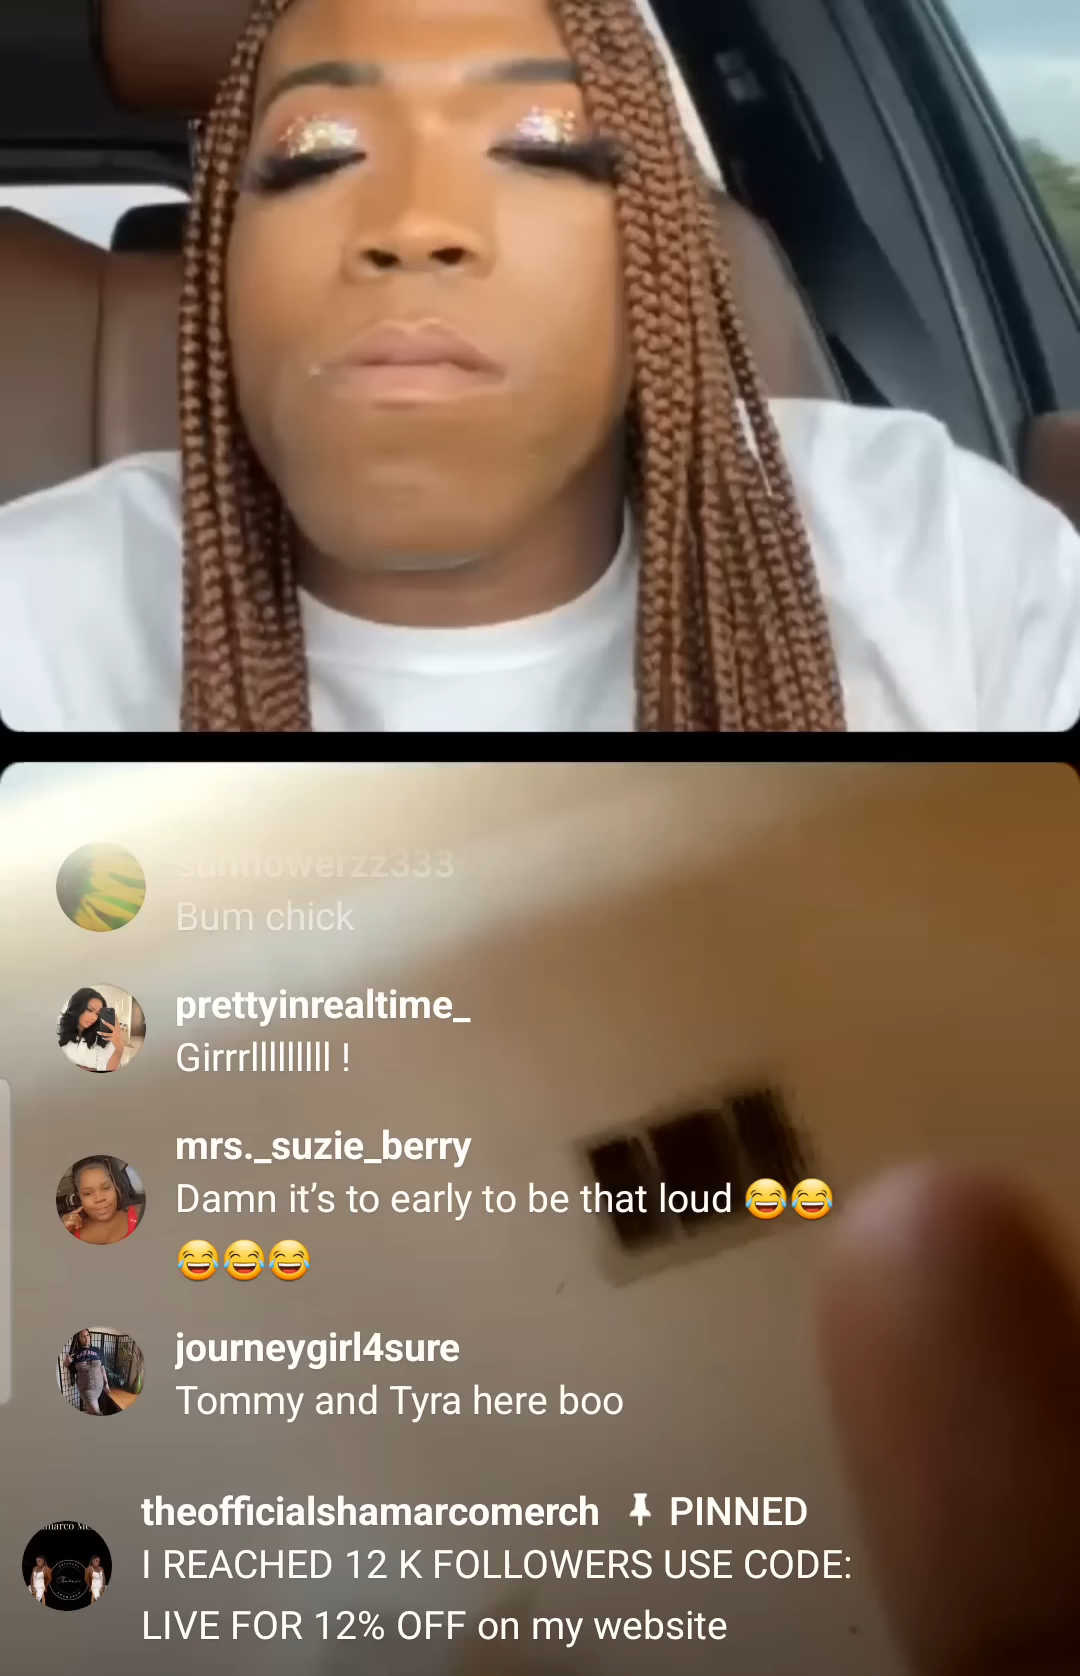 sunflowerzz333
Bum chick
prettyinrealtime_
Girrrlllllllll !
mrs._suzie_berry
Damn it’s to early to be that loud 😂😂
😂😂😂
journeygirl4sure
Tommy and Tyra here boo
theofficialshamarcomerch 📌 PINNED
I REACHED 12 K FOLLOWERS USE CODE:
LIVE FOR 12% OFF on my website